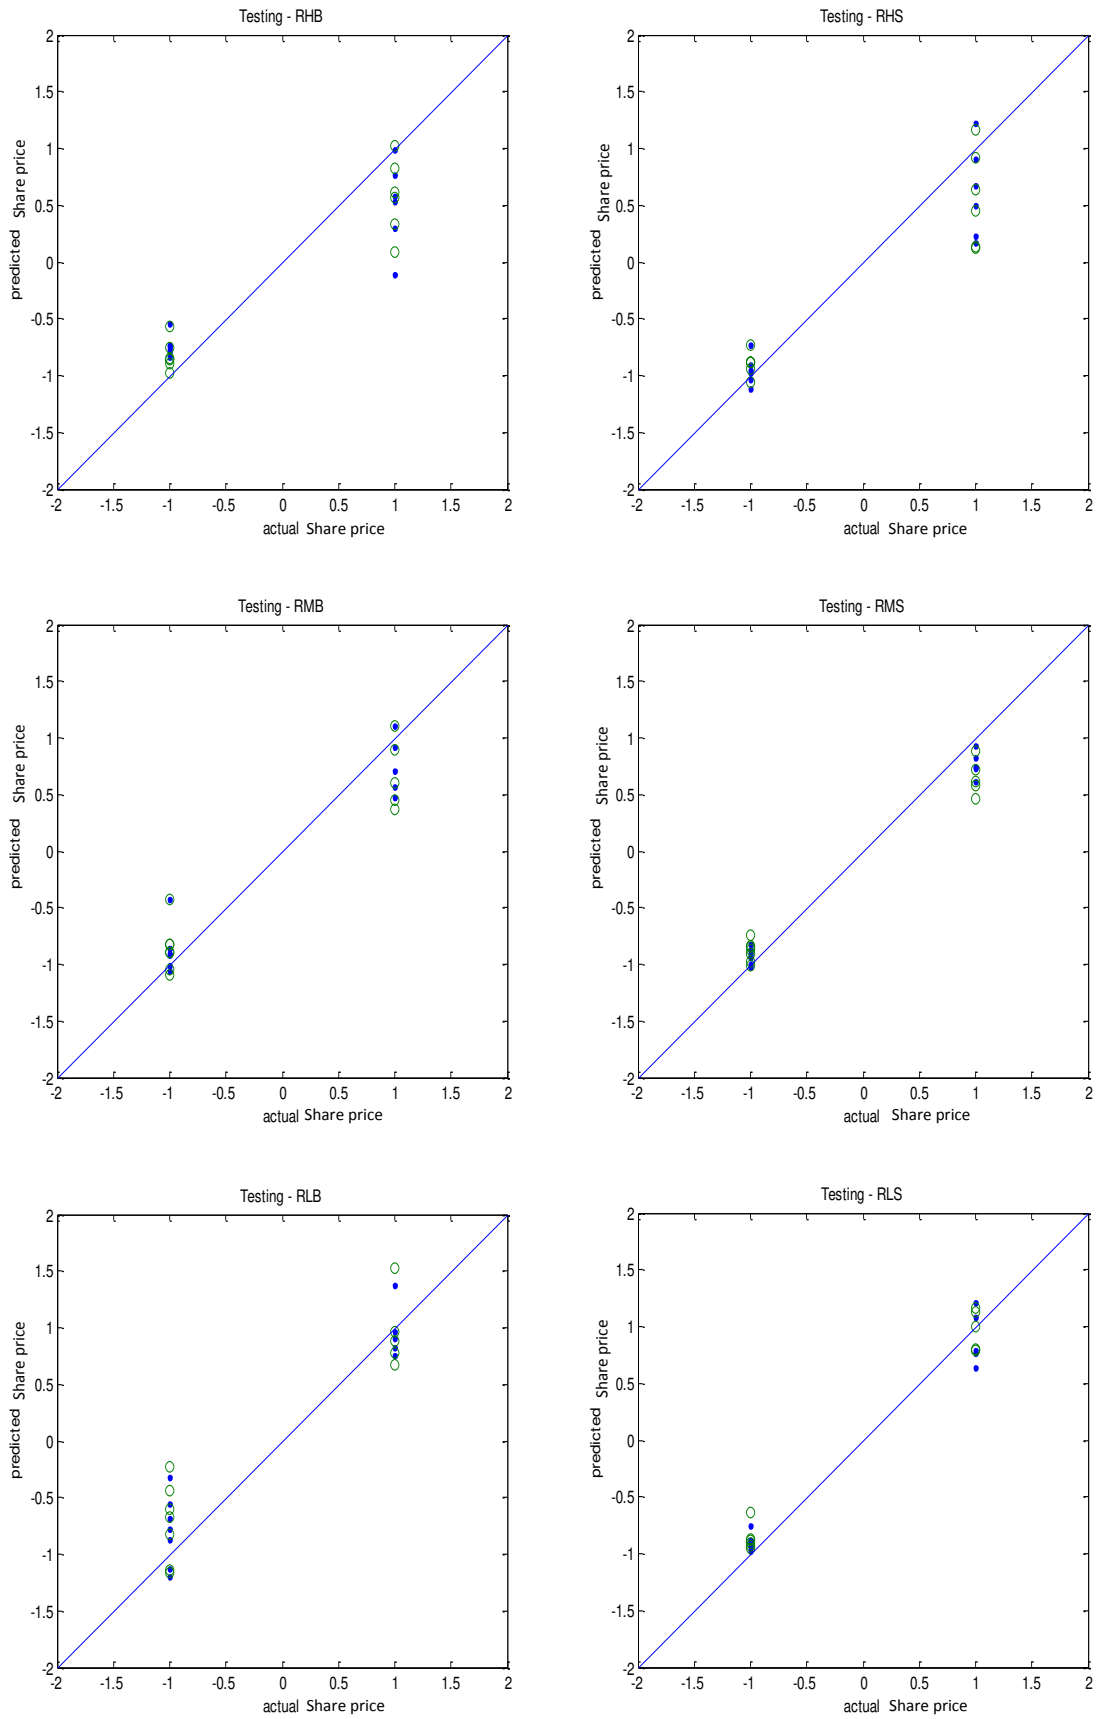 Testing - RHB
2
1.5
1
0.5
0
-0.5
-1
-1.5
-2
predicted Share price
-2 -1.5 -1 -0.5 0 0.5 1 1.5 2
actual Share price
Testing - RHS
2
1.5
1
0.5
0
-0.5
-1
-1.5
-2
predicted Share price
-2 -1.5 -1 -0.5 0 0.5 1 1.5 2
actual Share price
Testing - RMB
2
1.5
1
0.5
0
-0.5
-1
-1.5
-2
predicted Share price
-2 -1.5 -1 -0.5 0 0.5 1 1.5 2
actual Share price
Testing - RMS
2
1.5
1
0.5
0
-0.5
-1
-1.5
-2
predicted Share price
-2 -1.5 -1 -0.5 0 0.5 1 1.5 2
actual Share price
Testing - RLB
2
1.5
1
0.5
0
-0.5
-1
-1.5
-2
predicted Share price
-2 -1.5 -1 -0.5 0 0.5 1 1.5 2
actual Share price
Testing - RLS
2
1.5
1
0.5
0
-0.5
-1
-1.5
-2
predicted Share price
-2 -1.5 -1 -0.5 0 0.5 1 1.5 2
actual Share price